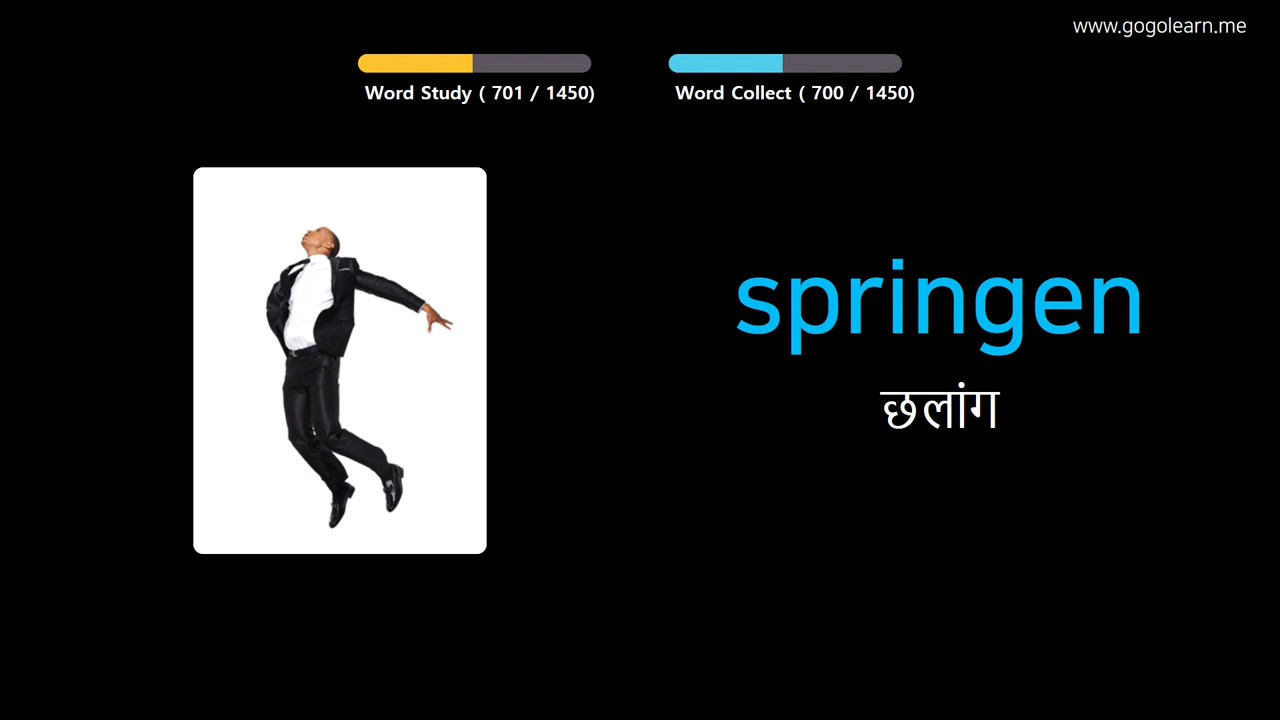 www.gogolearn.me
Word Study ( 701 / 1450)
Word Collect ( 700 / 1450)
springen
छलांग